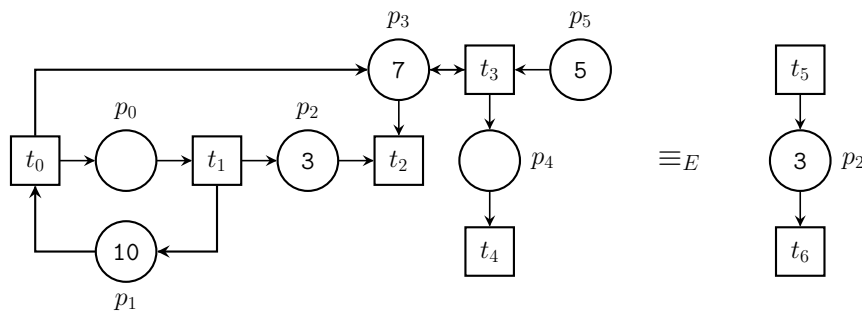 p₃ p₅
7 t₃ 5 t₅
p₀ p₂
t₀ t₁ 3 t₂ p₄ ≡_E 3 p₂
10 t₄ t₆
p₁